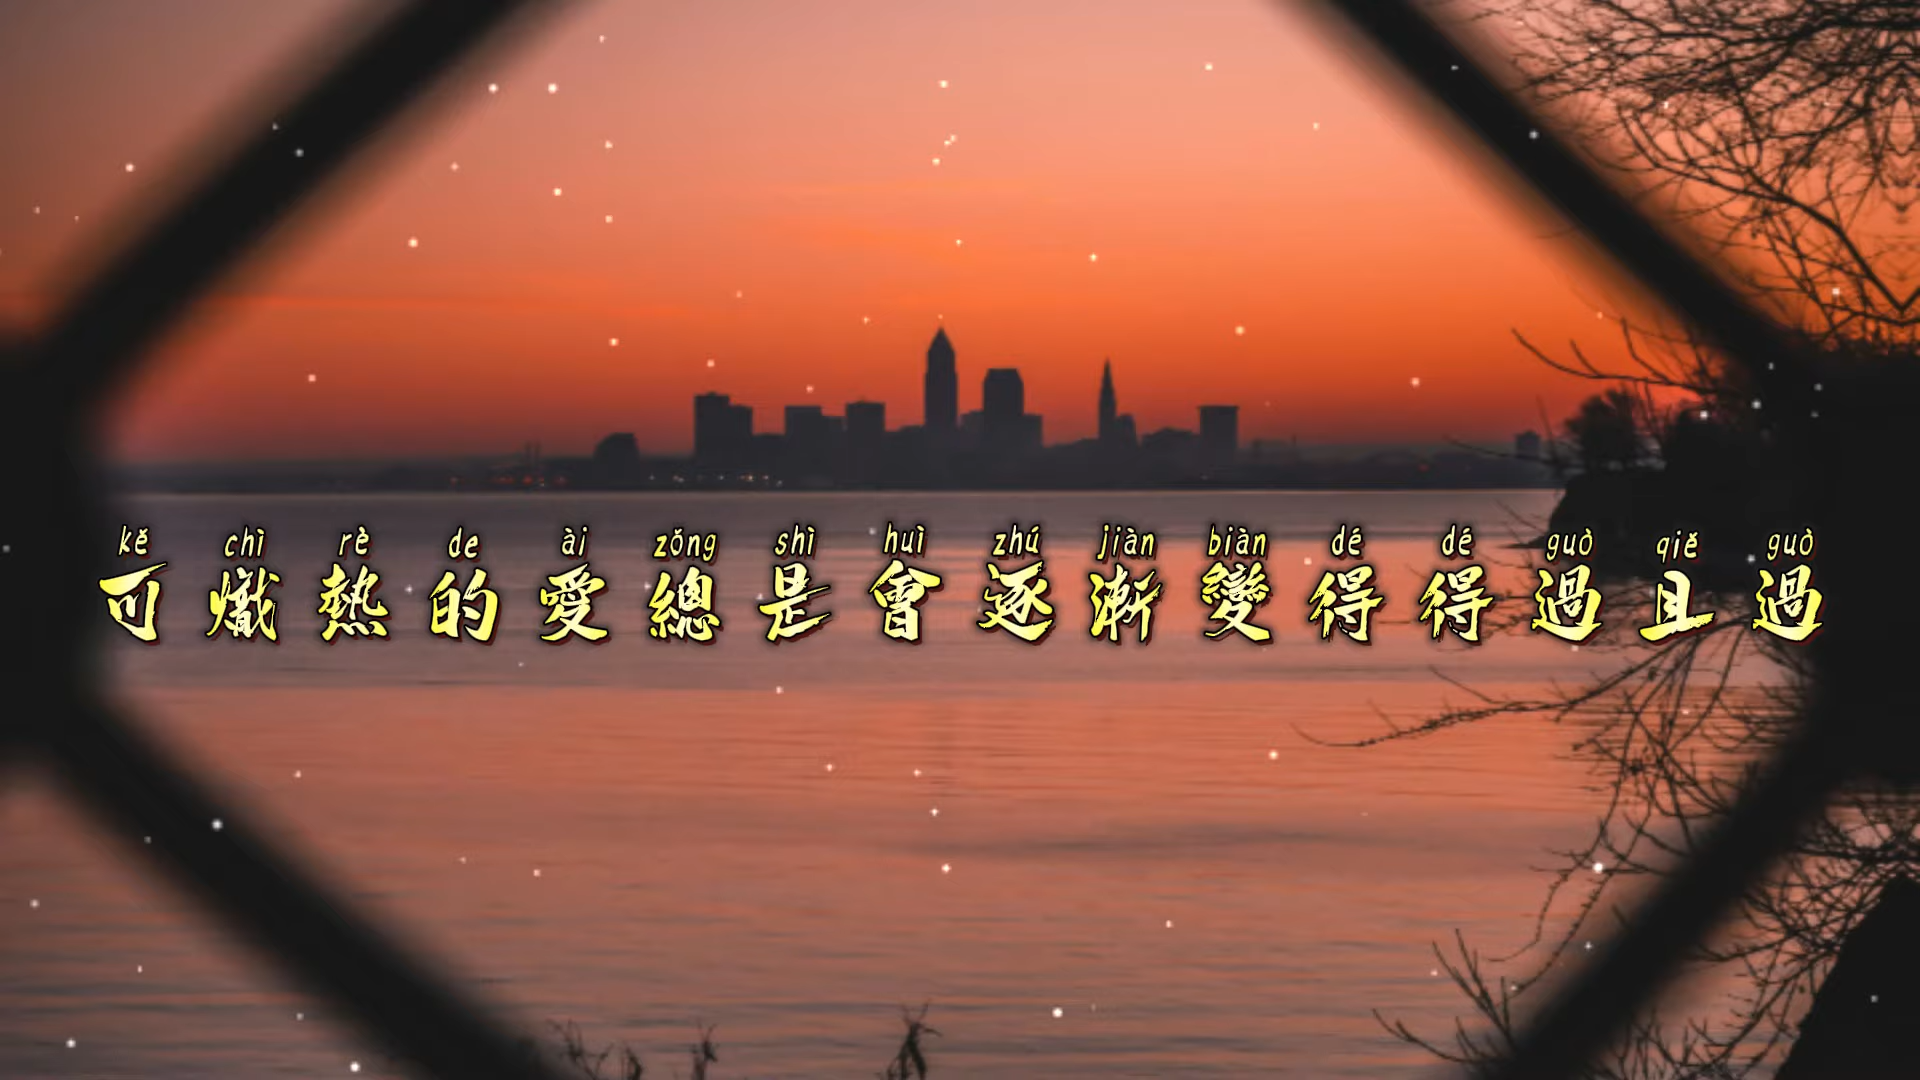 kě chì rè de ài zǒng shì huì zhú jiàn biàn dé dé guò qiě guò
可熾熱的愛總是會逐漸變得得過且過